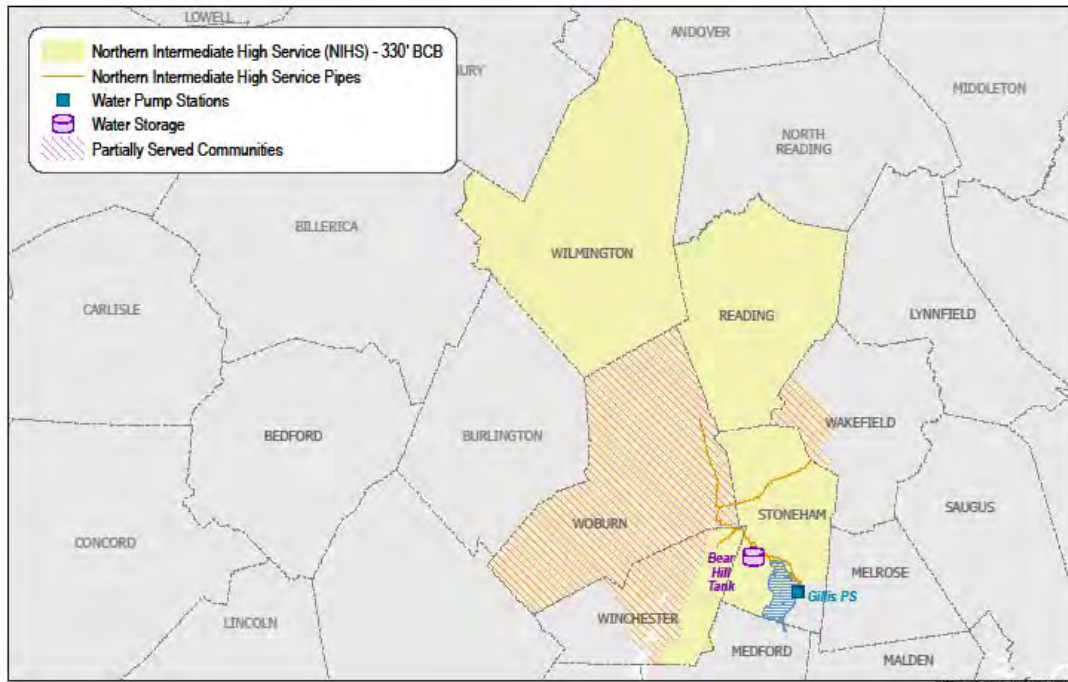 LOWELL
Northern Intermediate High Service (NIHS) - 330' BCB
Northern Intermediate High Service Pipes
Water Pump Stations
Water Storage
Partially Served Communities
ANDOVER
URY
MIDDLETON
NORTH
READING
BILLERICA
WILMINGTON
CARLISLE
READING
LYNNFIELD
BEDFORD
BURLINGTON
WAKEFIELD
SAUGUS
STONEHAM
WOBURN
CONCORD
Bear
Hill
Tank
MELROSE
Gillis PS
LINCOLN
WINCHESTER
MEDFORD
MALDEN